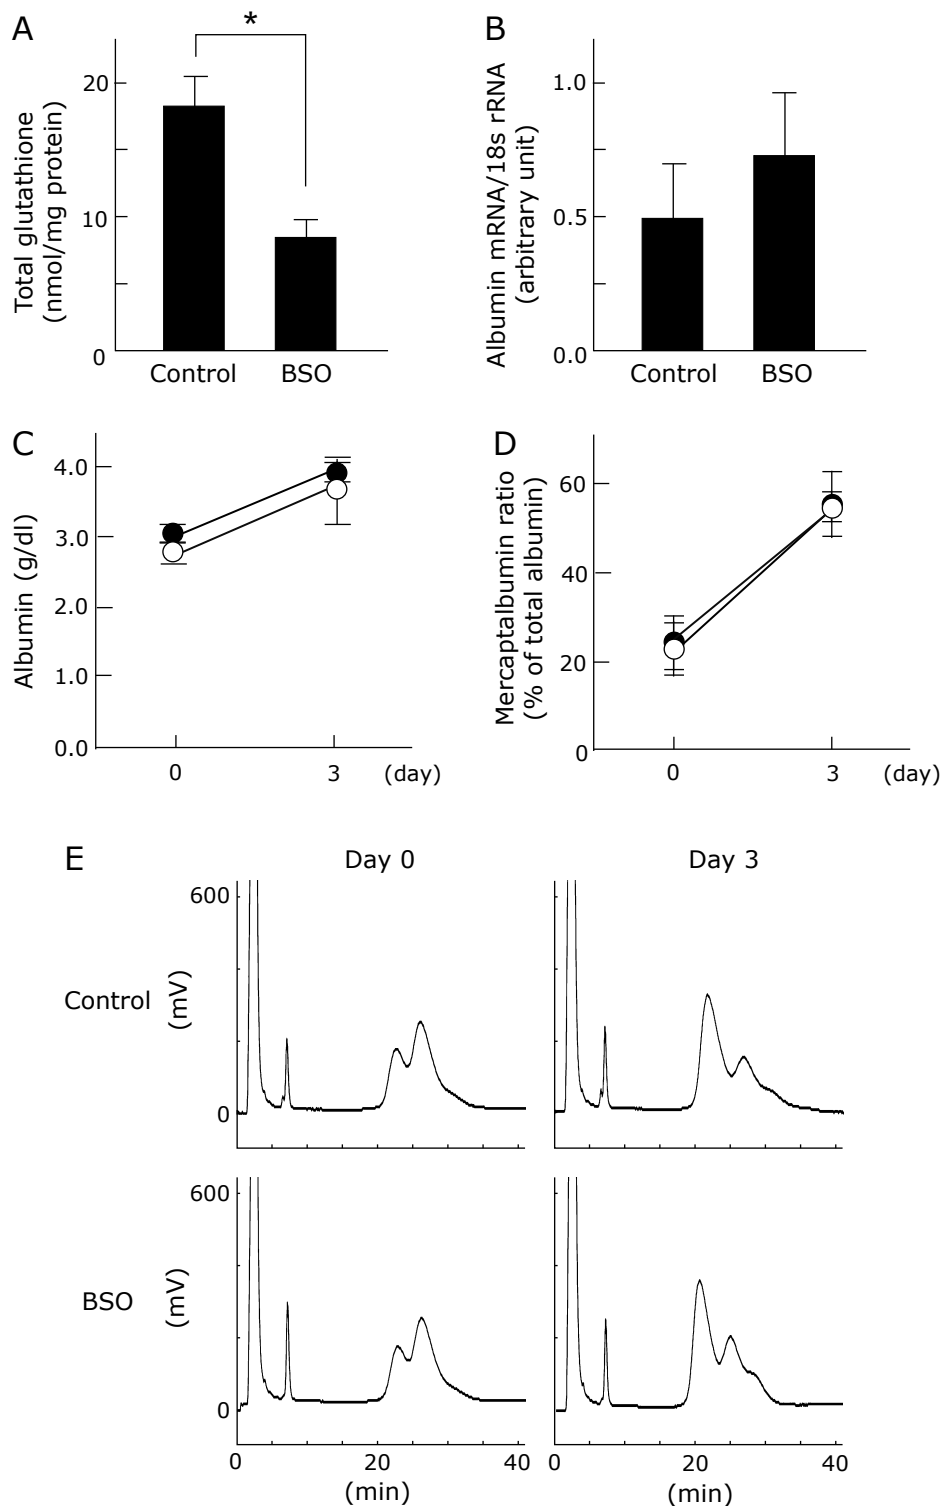 A
*
Total glutathione
(nmol/mg protein)
20
10
0
Control
BSO
B
Albumin mRNA/18s rRNA
(arbitrary unit)
1.0
0.5
0.0
Control
BSO
C
Albumin (g/dl)
4.0
3.0
2.0
1.0
0.0
0
3
(day)
D
Mercaptalbumin ratio
(% of total albumin)
60
40
20
0
0
3
(day)
E
Day 0
Day 3
Control
(mV)
600
0
BSO
(mV)
600
0
0
20
40
(min)
0
20
40
(min)